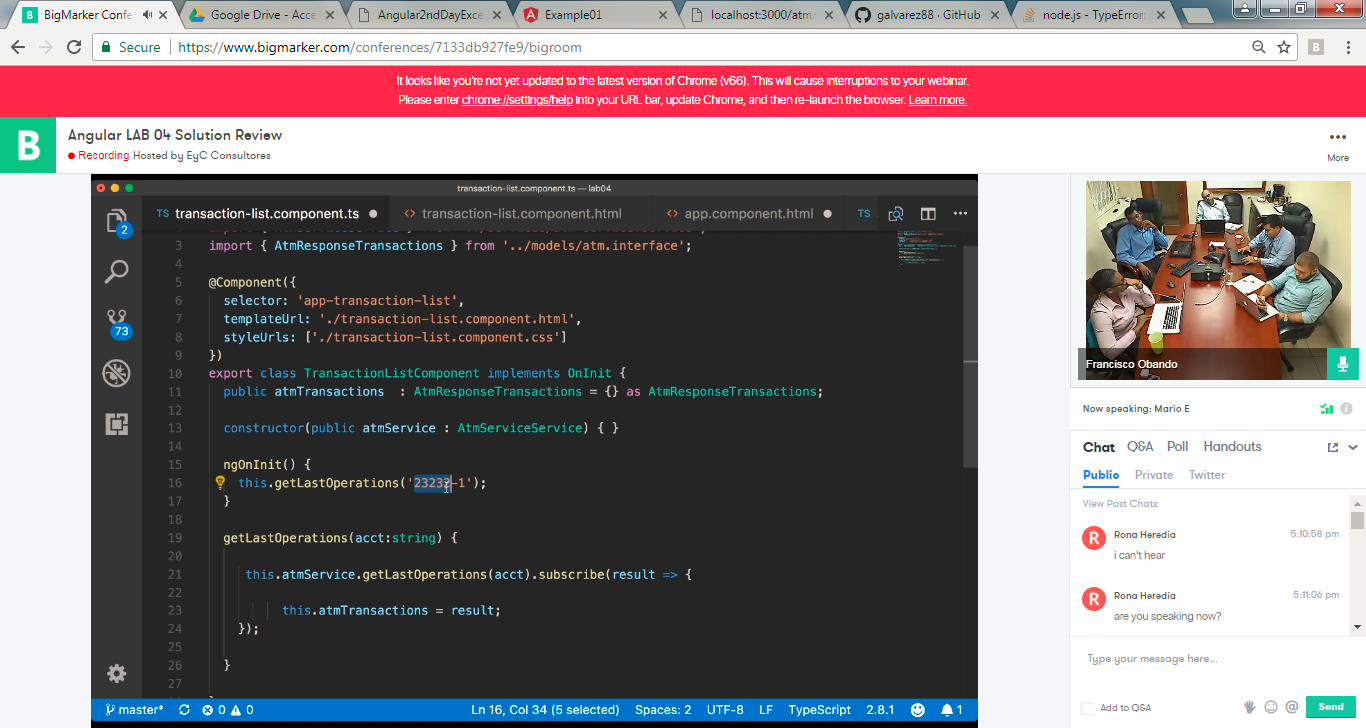 BigMarker Confe
Google Drive - Acce
Angular2ndDayExce
Example01
localhost:3000/atm/
galvarez88 · GitHub
node.js - TypeError:
Secure
https://www.bigmarker.com/conferences/7133db927fe9/bigroom
It looks like you're not yet updated to the latest version of Chrome (v66). This will cause interruptions to your webinar.
Please enter chrome://settings/help into your URL bar, update Chrome, and then re-launch the browser. Learn more.
B
Angular LAB 04 Solution Review
Recording Hosted by EyC Consultores
More
transaction-list.component.ts — lab04
TS transaction-list.component.ts
<> transaction-list.component.html
<> app.component.html
TS
2
73
3 import { AtmResponseTransactions } from '../models/atm.interface';
4
5 @Component({
6 selector: 'app-transaction-list',
7 templateUrl: './transaction-list.component.html',
8 styleUrls: ['./transaction-list.component.css']
9 })
10 export class TransactionListComponent implements OnInit {
11 public atmTransactions : AtmResponseTransactions = {} as AtmResponseTransactions;
12
13 constructor(public atmService : AtmServiceService) { }
14
15 ngOnInit() {
16 this.getLastOperations('23232-1');
17 }
18
19 getLastOperations(acct:string) {
20
21 this.atmService.getLastOperations(acct).subscribe(result => {
22
23 this.atmTransactions = result;
24 });
25
26 }
27
master*
0 0
Ln 16, Col 34 (5 selected)
Spaces: 2
UTF-8
LF
TypeScript
2.8.1
1
Francisco Obando
Now speaking: Mario E
Chat Q&A Poll Handouts
Public Private Twitter
View Past Chats
R
Rona Heredia 5:10:58 pm
i can't hear
R
Rona Heredia 5:11:06 pm
are you speaking now?
Type your message here...
Add to Q&A
@
Send